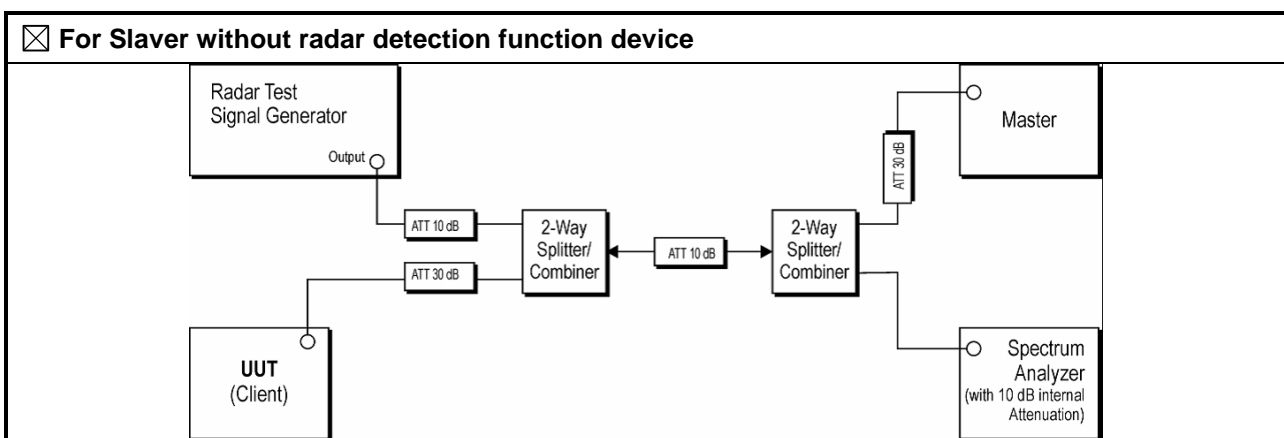 ☒ For Slaver without radar detection function device
Radar Test
Signal Generator
Output
ATT 10 dB
ATT 30 dB
2-Way
Splitter/
Combiner
ATT 10 dB
2-Way
Splitter/
Combiner
ATT 30 dB
Master
UUT
(Client)
Spectrum
Analyzer
(with 10 dB internal
Attenuation)